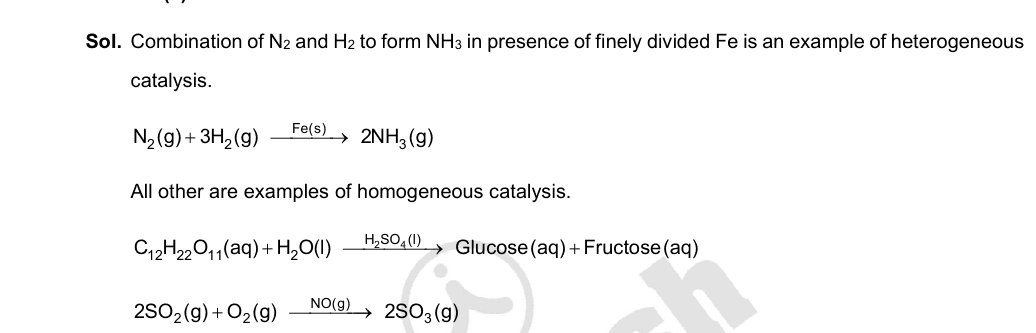 Sol. Combination of N₂ and H₂ to form NH₃ in presence of finely divided Fe is an example of heterogeneous
catalysis.
N₂(g) + 3H₂(g) —Fe(s)→ 2NH₃(g)
All other are examples of homogeneous catalysis.
C₁₂H₂₂O₁₁(aq) + H₂O(l) —H₂SO₄(l)→ Glucose(aq) + Fructose(aq)
2SO₂(g) + O₂(g) —NO(g)→ 2SO₃(g)